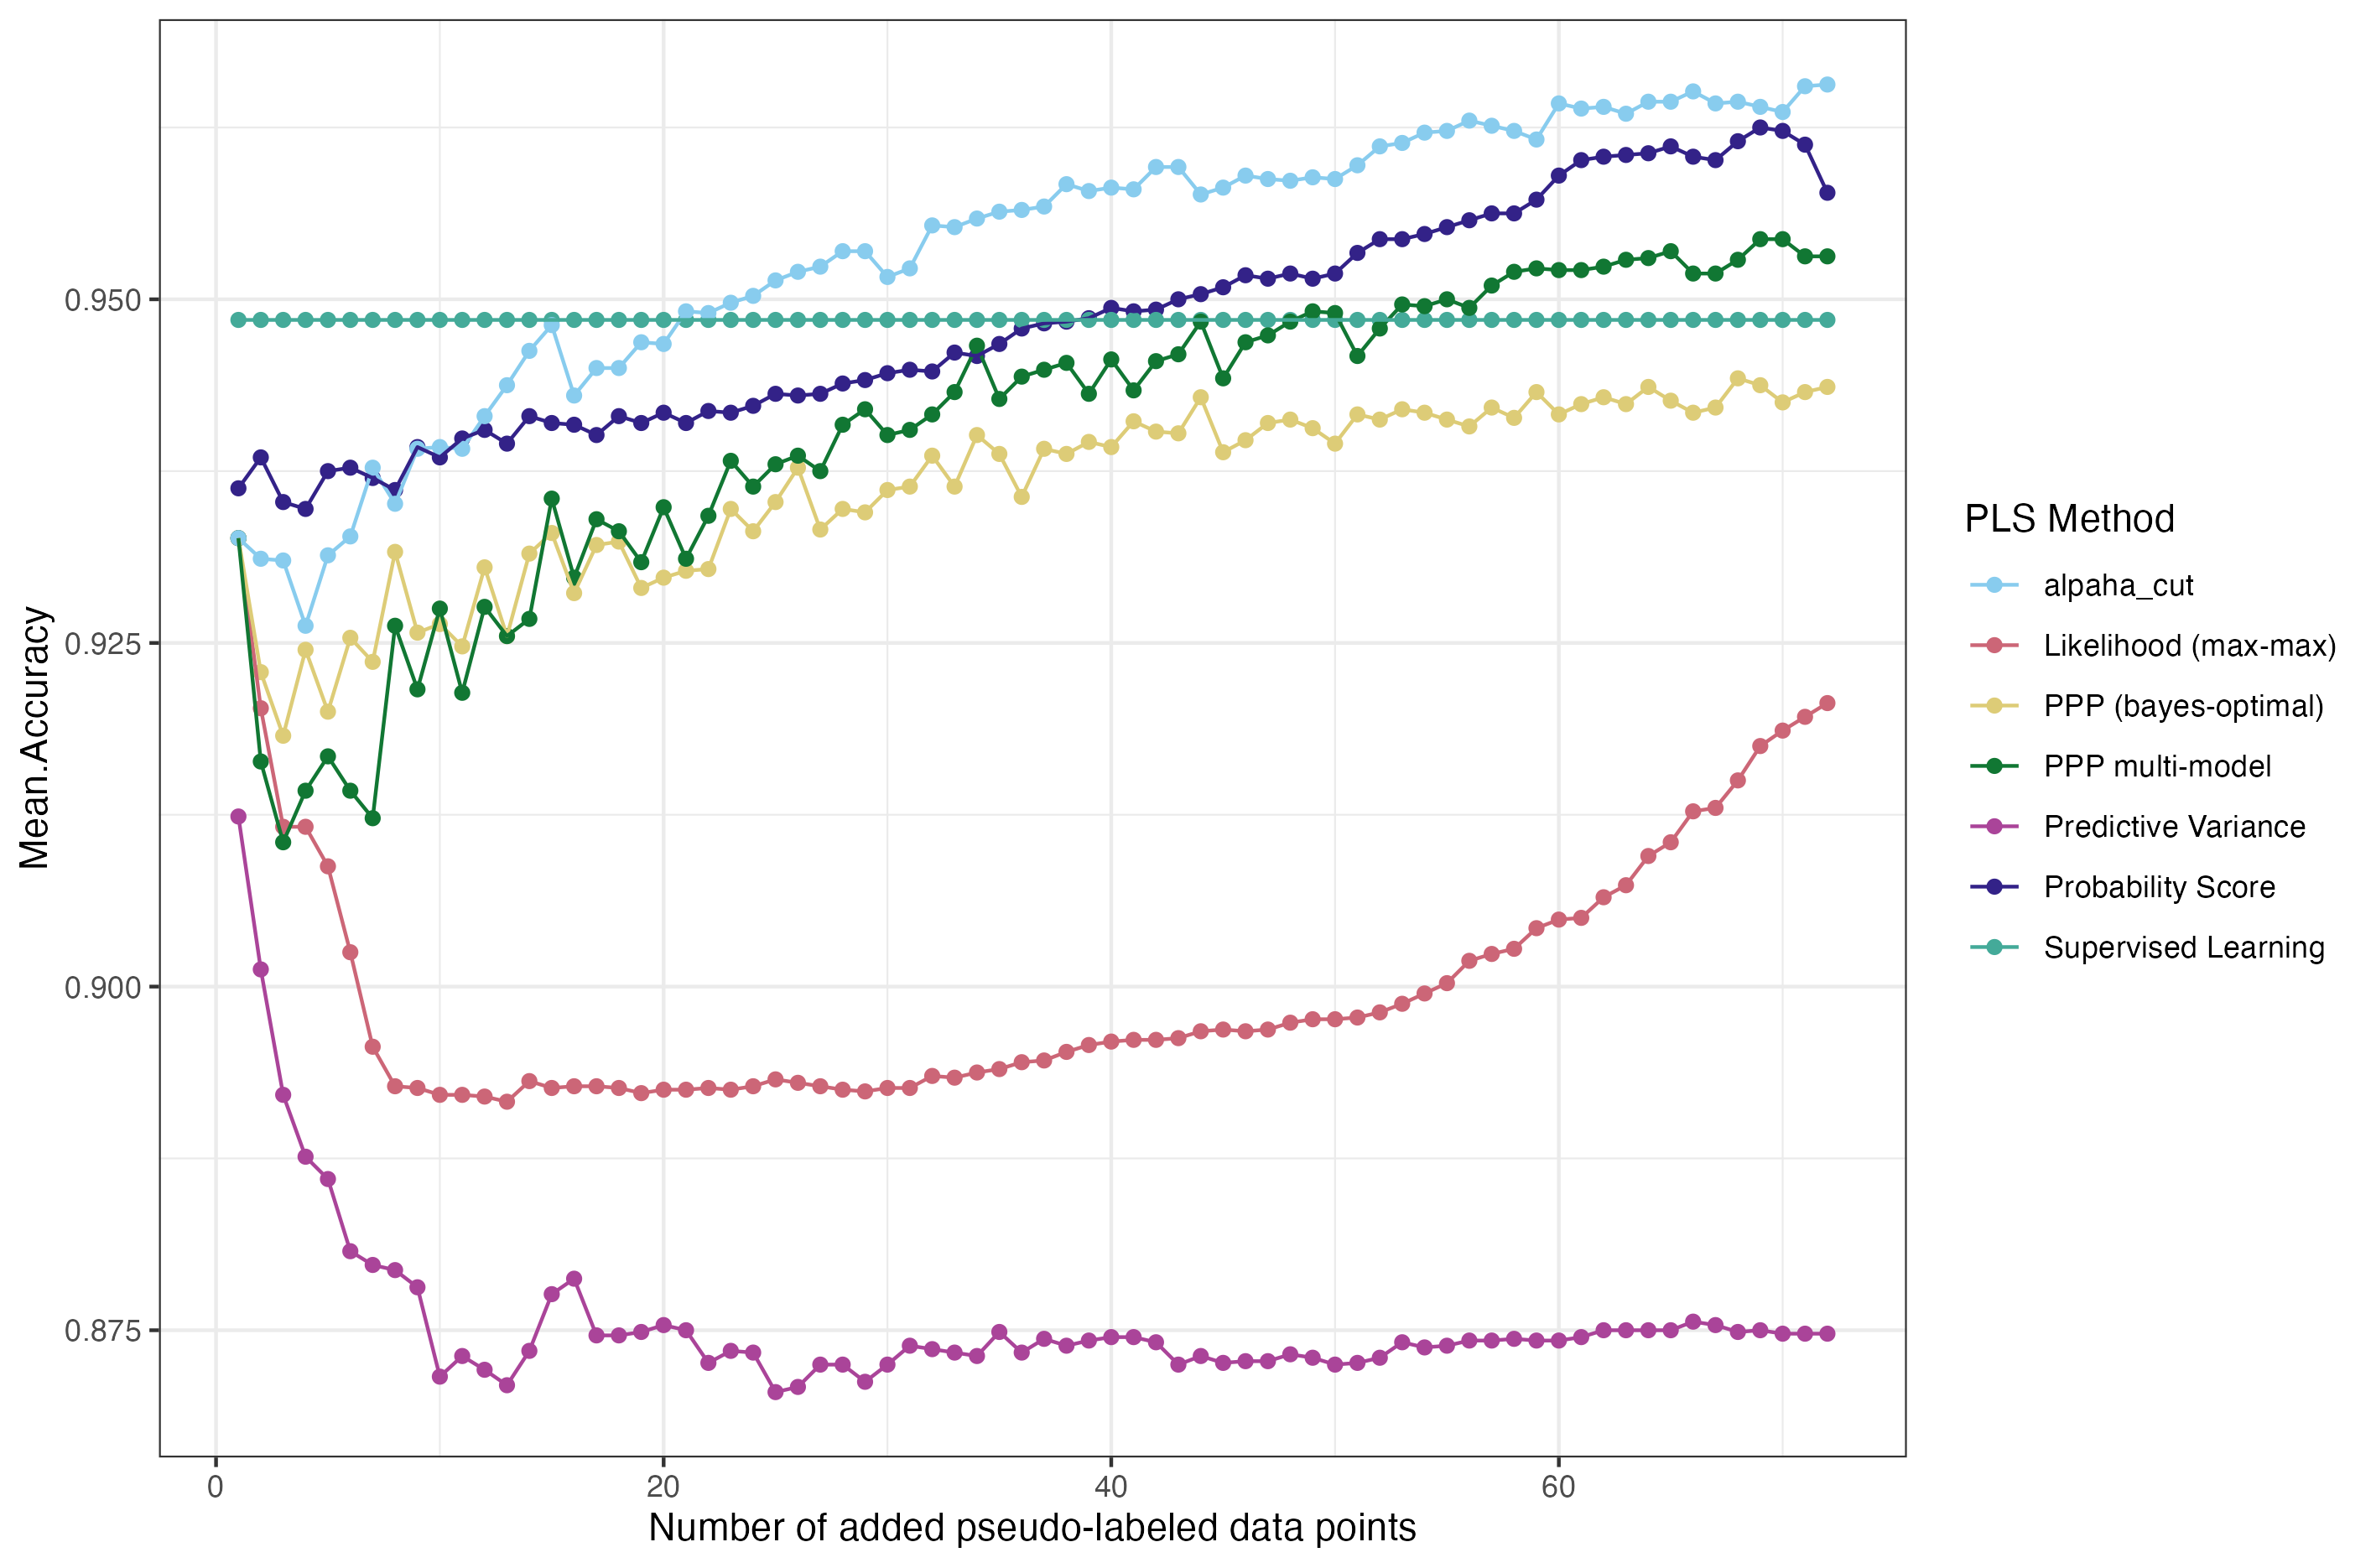 Mean.Accuracy
0.950
0.925
0.900
0.875
0
20
40
60
Number of added pseudo-labeled data points
PLS Method
alpaha_cut
Likelihood (max-max)
PPP (bayes-optimal)
PPP multi-model
Predictive Variance
Probability Score
Supervised Learning